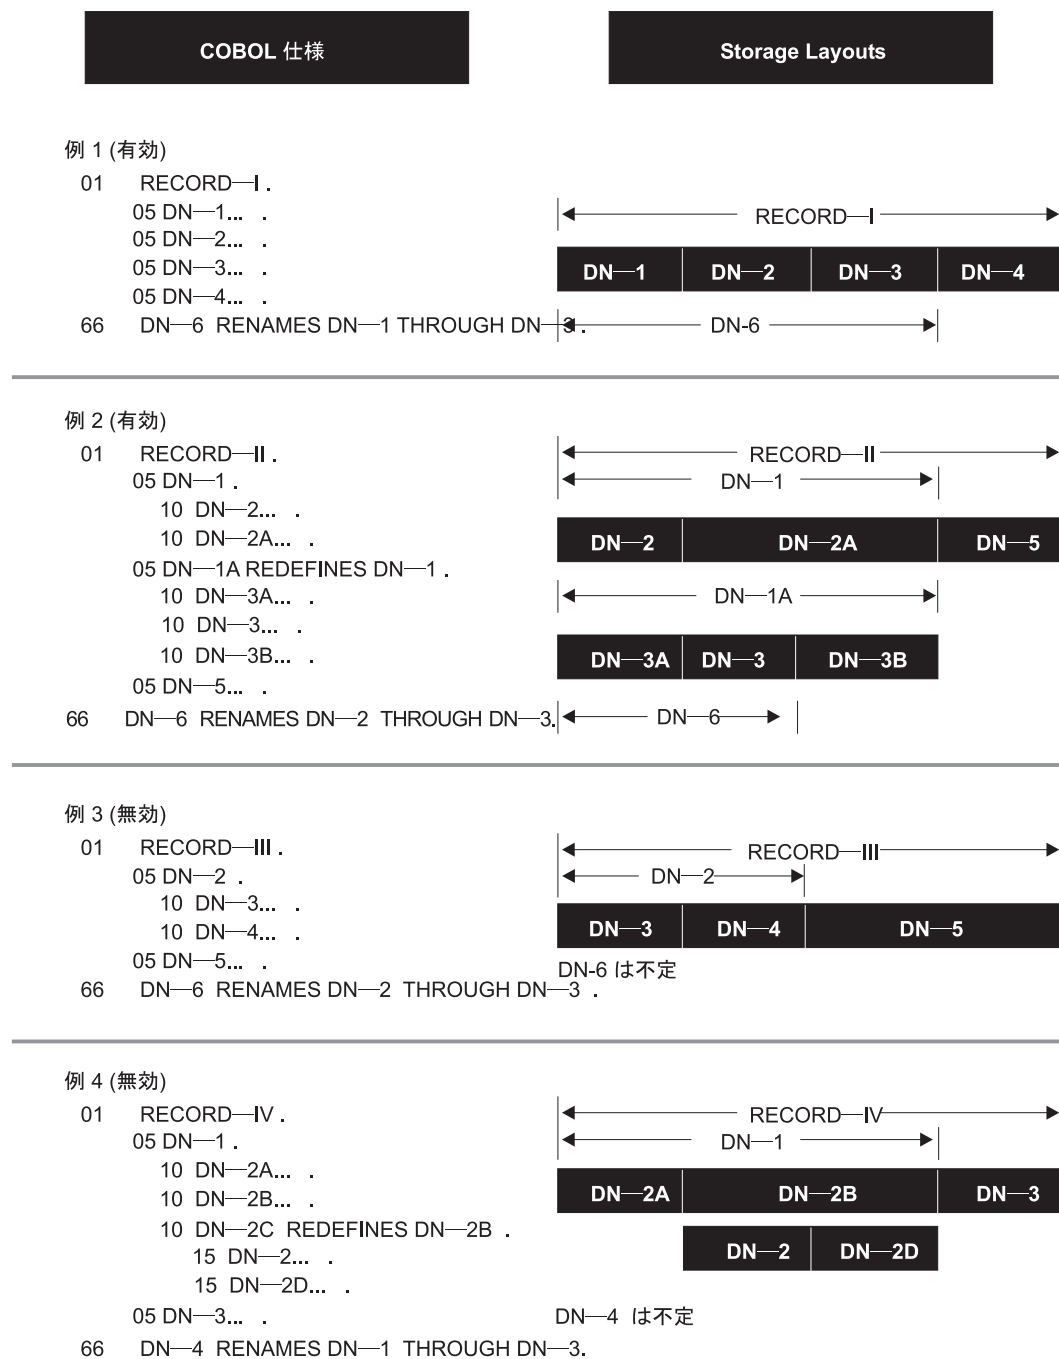 COBOL 仕様
Storage Layouts
例 1 (有効)
01 RECORD—I .
05 DN—1... .
05 DN—2... .
05 DN—3... .
05 DN—4... .
66 DN—6 RENAMES DN—1 THROUGH DN—3 .
RECORD—I
DN—1 DN—2 DN—3 DN—4
DN-6
例 2 (有効)
01 RECORD—II .
05 DN—1 .
10 DN—2... .
10 DN—2A... .
05 DN—1A REDEFINES DN—1 .
10 DN—3A... .
10 DN—3... .
10 DN—3B... .
05 DN—5... .
66 DN—6 RENAMES DN—2 THROUGH DN—3.
RECORD—II
DN—1
DN—2 DN—2A DN—5
DN—1A
DN—3A DN—3 DN—3B
DN—6
例 3 (無効)
01 RECORD—III .
05 DN—2 .
10 DN—3... .
10 DN—4... .
05 DN—5... .
66 DN—6 RENAMES DN—2 THROUGH DN—3 .
RECORD—III
DN—2
DN—3 DN—4 DN—5
DN-6 は不定
例 4 (無効)
01 RECORD—IV .
05 DN—1 .
10 DN—2A... .
10 DN—2B... .
10 DN—2C REDEFINES DN—2B .
15 DN—2... .
15 DN—2D... .
05 DN—3... .
66 DN—4 RENAMES DN—1 THROUGH DN—3.
RECORD—IV
DN—1
DN—2A DN—2B DN—3
DN—2 DN—2D
DN—4 は不定